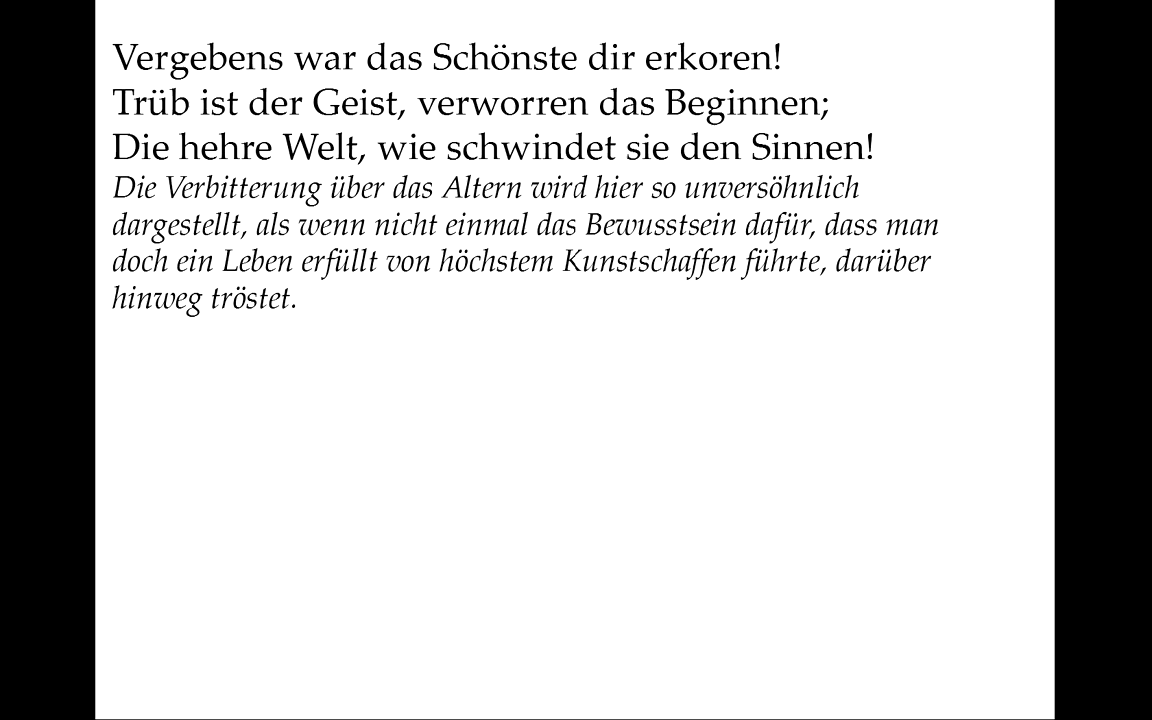 Vergebens war das Schönste dir erkoren!
Trüb ist der Geist, verworren das Beginnen;
Die hehre Welt, wie schwindet sie den Sinnen!
Die Verbitterung über das Altern wird hier so unversöhnlich
dargestellt, als wenn nicht einmal das Bewusstsein dafür, dass man
doch ein Leben erfüllt von höchstem Kunstschaffen führte, darüber
hinweg tröstet.